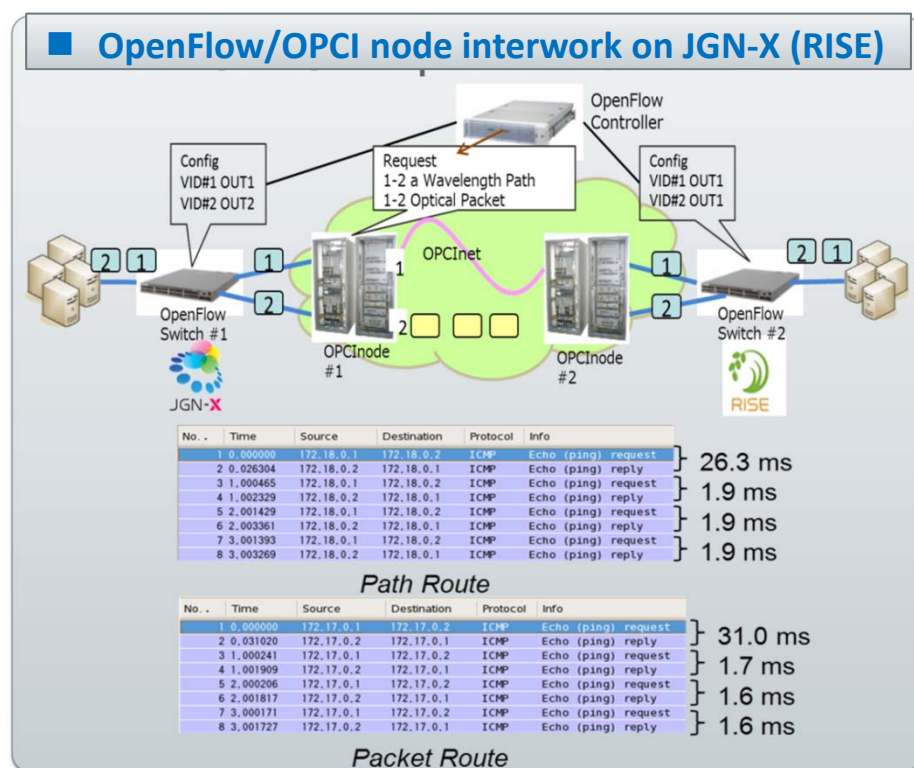 ■ OpenFlow/OPCI node interwork on JGN-X (RISE)
OpenFlow
Controller
Config
VID#1 OUT1
VID#2 OUT2
Request
1-2 a Wavelength Path
1-2 Optical Packet
Config
VID#1 OUT1
VID#2 OUT1
2 1
1
2
1
2
OPCInet
1
2
2 1
OpenFlow
Switch #1
OPCInode
#1
OPCInode
#2
OpenFlow
Switch #2
JGN-X
RISE
No. . Time Source Destination Protocol Info
1 0.000000 172.18.0.1 172.18.0.2 ICMP Echo (ping) request
2 0.026304 172.18.0.2 172.18.0.1 ICMP Echo (ping) reply
26.3 ms
3 1.000465 172.18.0.1 172.18.0.2 ICMP Echo (ping) request
4 1.002329 172.18.0.2 172.18.0.1 ICMP Echo (ping) reply
1.9 ms
5 2.001429 172.18.0.1 172.18.0.2 ICMP Echo (ping) request
6 2.003361 172.18.0.2 172.18.0.1 ICMP Echo (ping) reply
1.9 ms
7 3.001393 172.18.0.1 172.18.0.2 ICMP Echo (ping) request
8 3.003269 172.18.0.2 172.18.0.1 ICMP Echo (ping) reply
1.9 ms
Path Route
No. . Time Source Destination Protocol Info
1 0.000000 172.17.0.1 172.17.0.2 ICMP Echo (ping) request
2 0.031020 172.17.0.2 172.17.0.1 ICMP Echo (ping) reply
31.0 ms
3 1.000241 172.17.0.1 172.17.0.2 ICMP Echo (ping) request
4 1.001909 172.17.0.2 172.17.0.1 ICMP Echo (ping) reply
1.7 ms
5 2.000206 172.17.0.1 172.17.0.2 ICMP Echo (ping) request
6 2.001817 172.17.0.2 172.17.0.1 ICMP Echo (ping) reply
1.6 ms
7 3.000171 172.17.0.1 172.17.0.2 ICMP Echo (ping) request
8 3.001727 172.17.0.2 172.17.0.1 ICMP Echo (ping) reply
1.6 ms
Packet Route